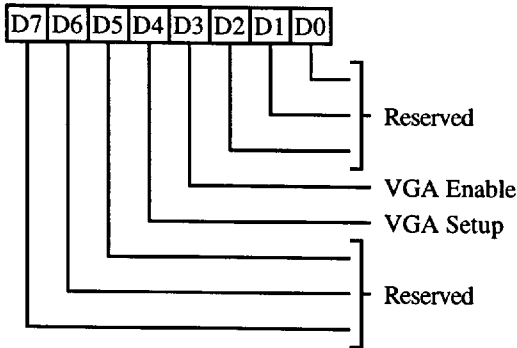 D7 D6 D5 D4 D3 D2 D1 D0
Reserved
VGA Enable
VGA Setup
Reserved